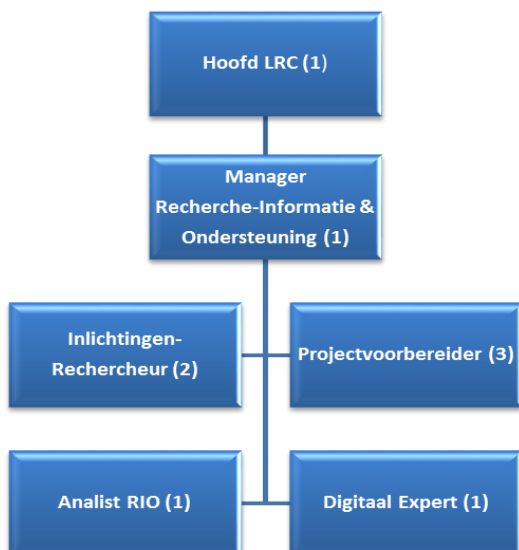 Hoofd LRC (1)
Manager
Recherche-Informatie &
Ondersteuning (1)
Inlichtingen-
Rechercheur (2)
Projectvoorbereider (3)
Analist RIO (1)
Digitaal Expert (1)